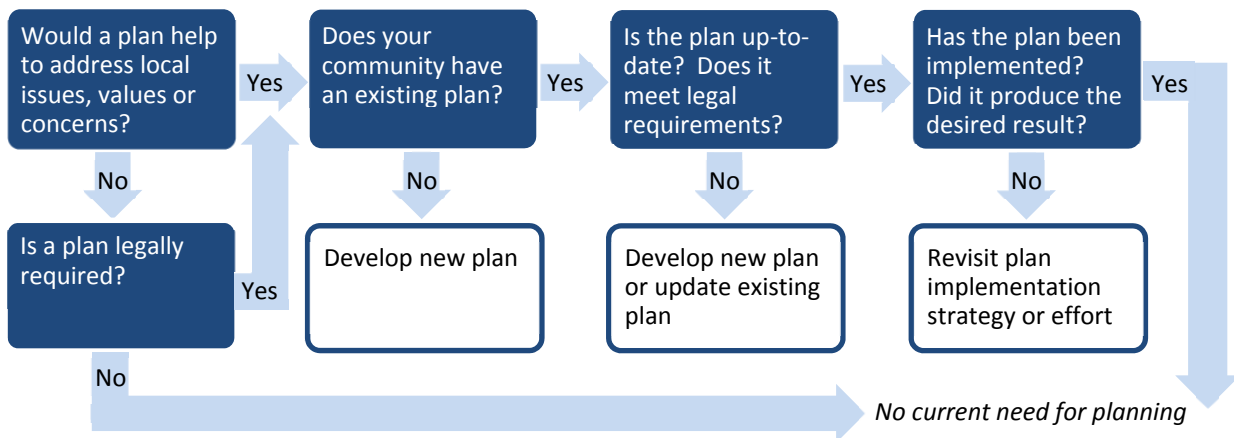 Would a plan help
to address local
issues, values or
concerns?
Yes
Does your
community have
an existing plan?
Yes
Is the plan up-to-
date?  Does it
meet legal
requirements?
Yes
Has the plan been
implemented?
Did it produce the
desired result?
Yes
No
No
No
No
Is a plan legally
required?
Yes
Develop new plan
Develop new plan
or update existing
plan
Revisit plan
implementation
strategy or effort
No
No current need for planning